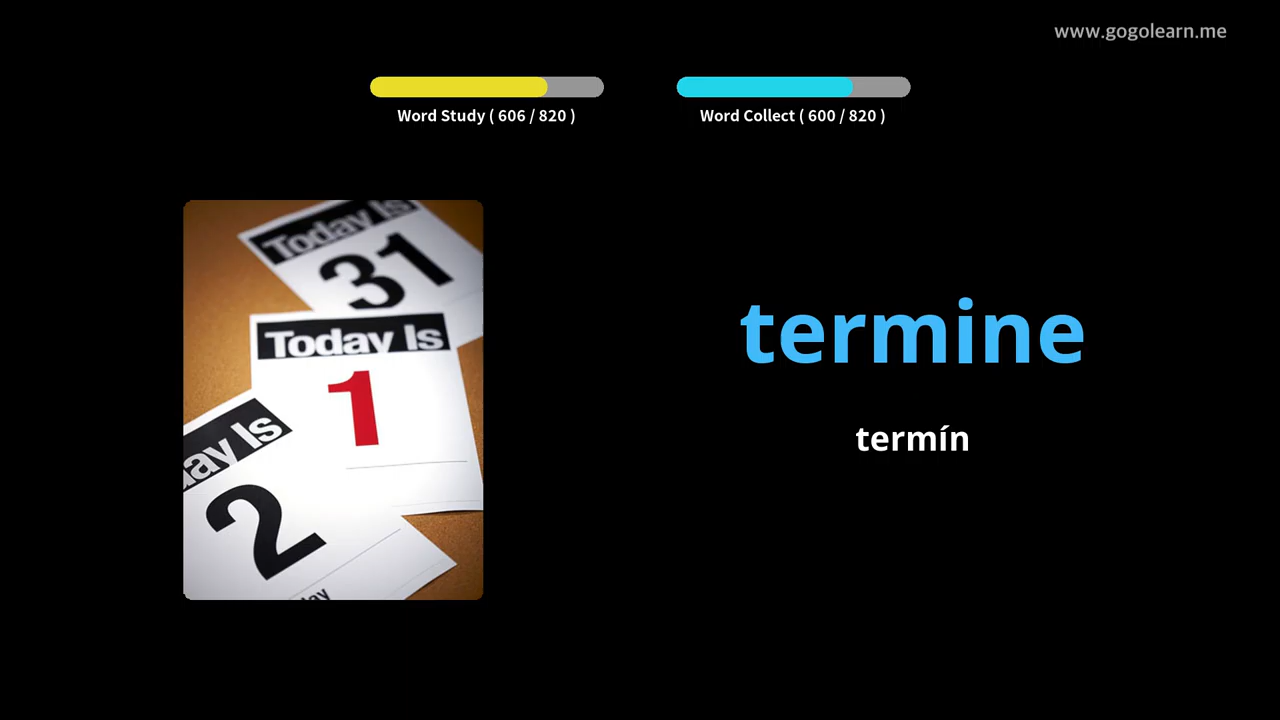 www.gogolearn.me
Word Study ( 606 / 820 )
Word Collect ( 600 / 820 )
Today Is
31
Today Is
1
ay Is
2
termine
termín